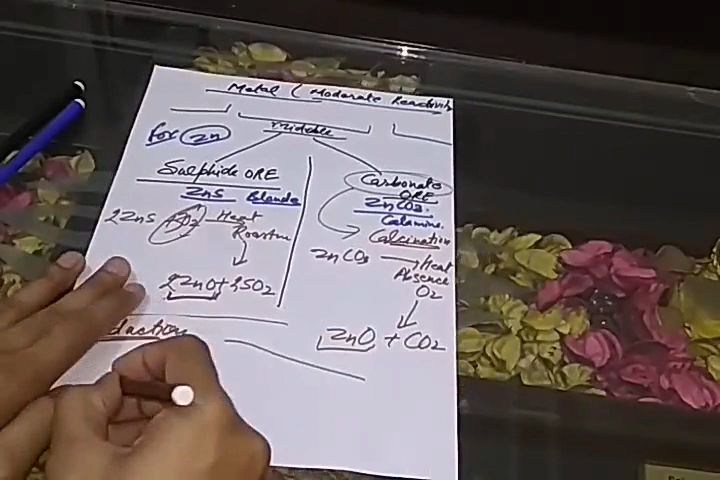 Metal ( Moderate Reactivity
middle
for Zn
Sulphide ORE
ZnS Blende
2ZnS + O2 Heat
Roasting
2ZnO + 2SO2
Carbonate
ORE
ZnCO3.
Calamine.
Calcination
ZnCO3 Heat
Absence
O2
ZnO + CO2
duction